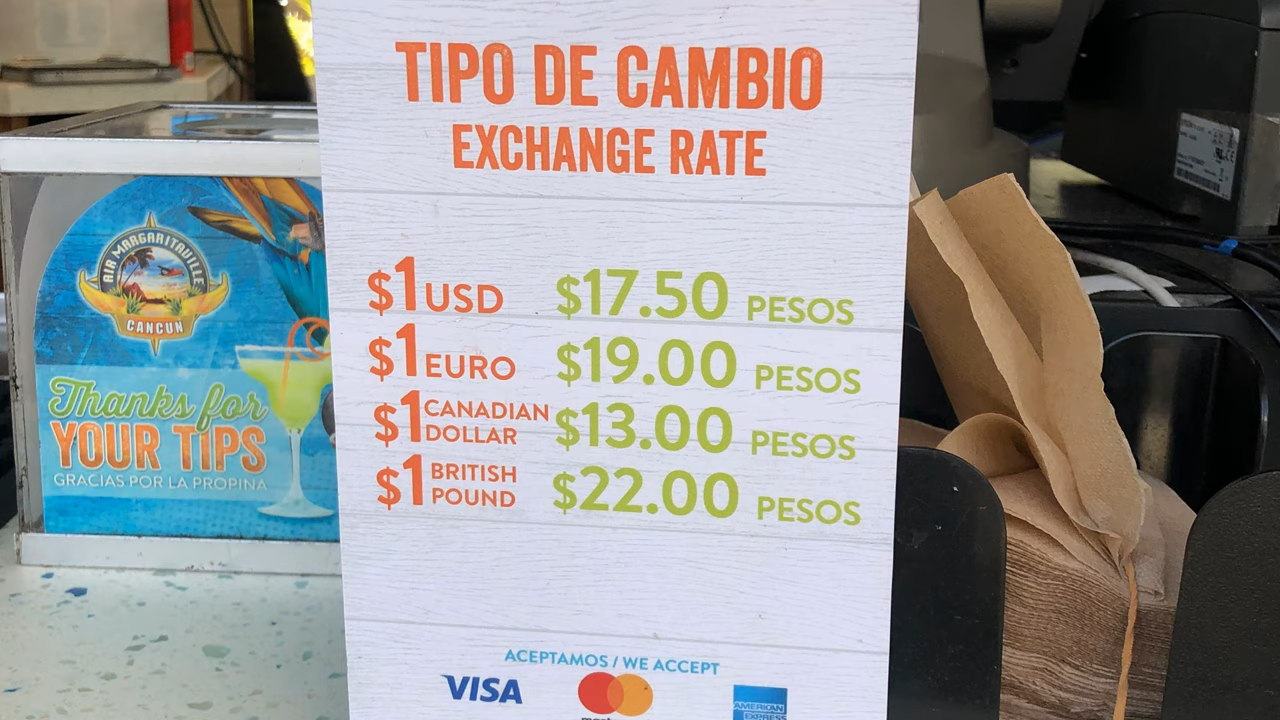 TIPO DE CAMBIO
EXCHANGE RATE
$1 USD $17.50 PESOS
$1 EURO $19.00 PESOS
$1 CANADIAN DOLLAR $13.00 PESOS
$1 BRITISH POUND $22.00 PESOS
ACEPTAMOS / WE ACCEPT
VISA
AMERICAN EXPRESS
AIR MARGARITAVILLE
CANCUN
Thanks for
YOUR TIPS
GRACIAS POR LA PROPINA